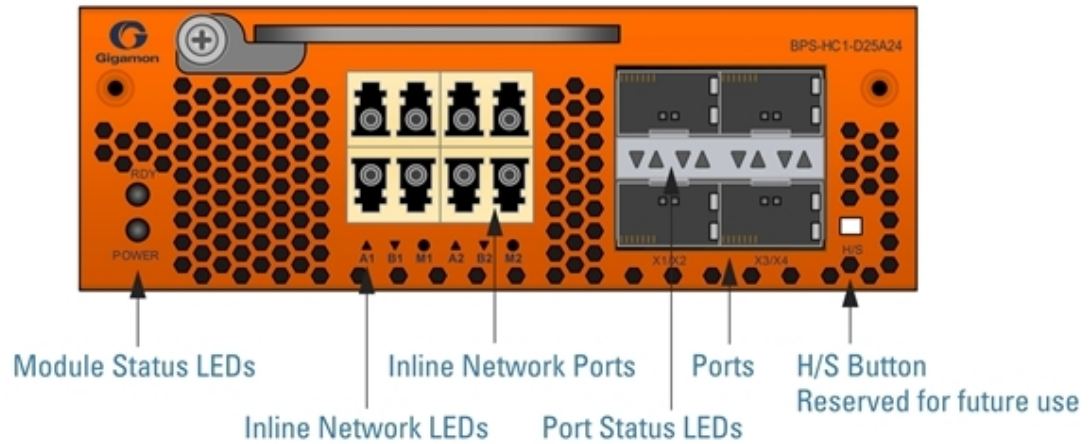 Gigamon
BPS-HC1-D25A24
RDY
POWER
A1 B1 M1 A2 B2 M2
X1/X2 X3/X4
H/S
Module Status LEDs
Inline Network Ports
Ports
H/S Button
Reserved for future use
Inline Network LEDs
Port Status LEDs